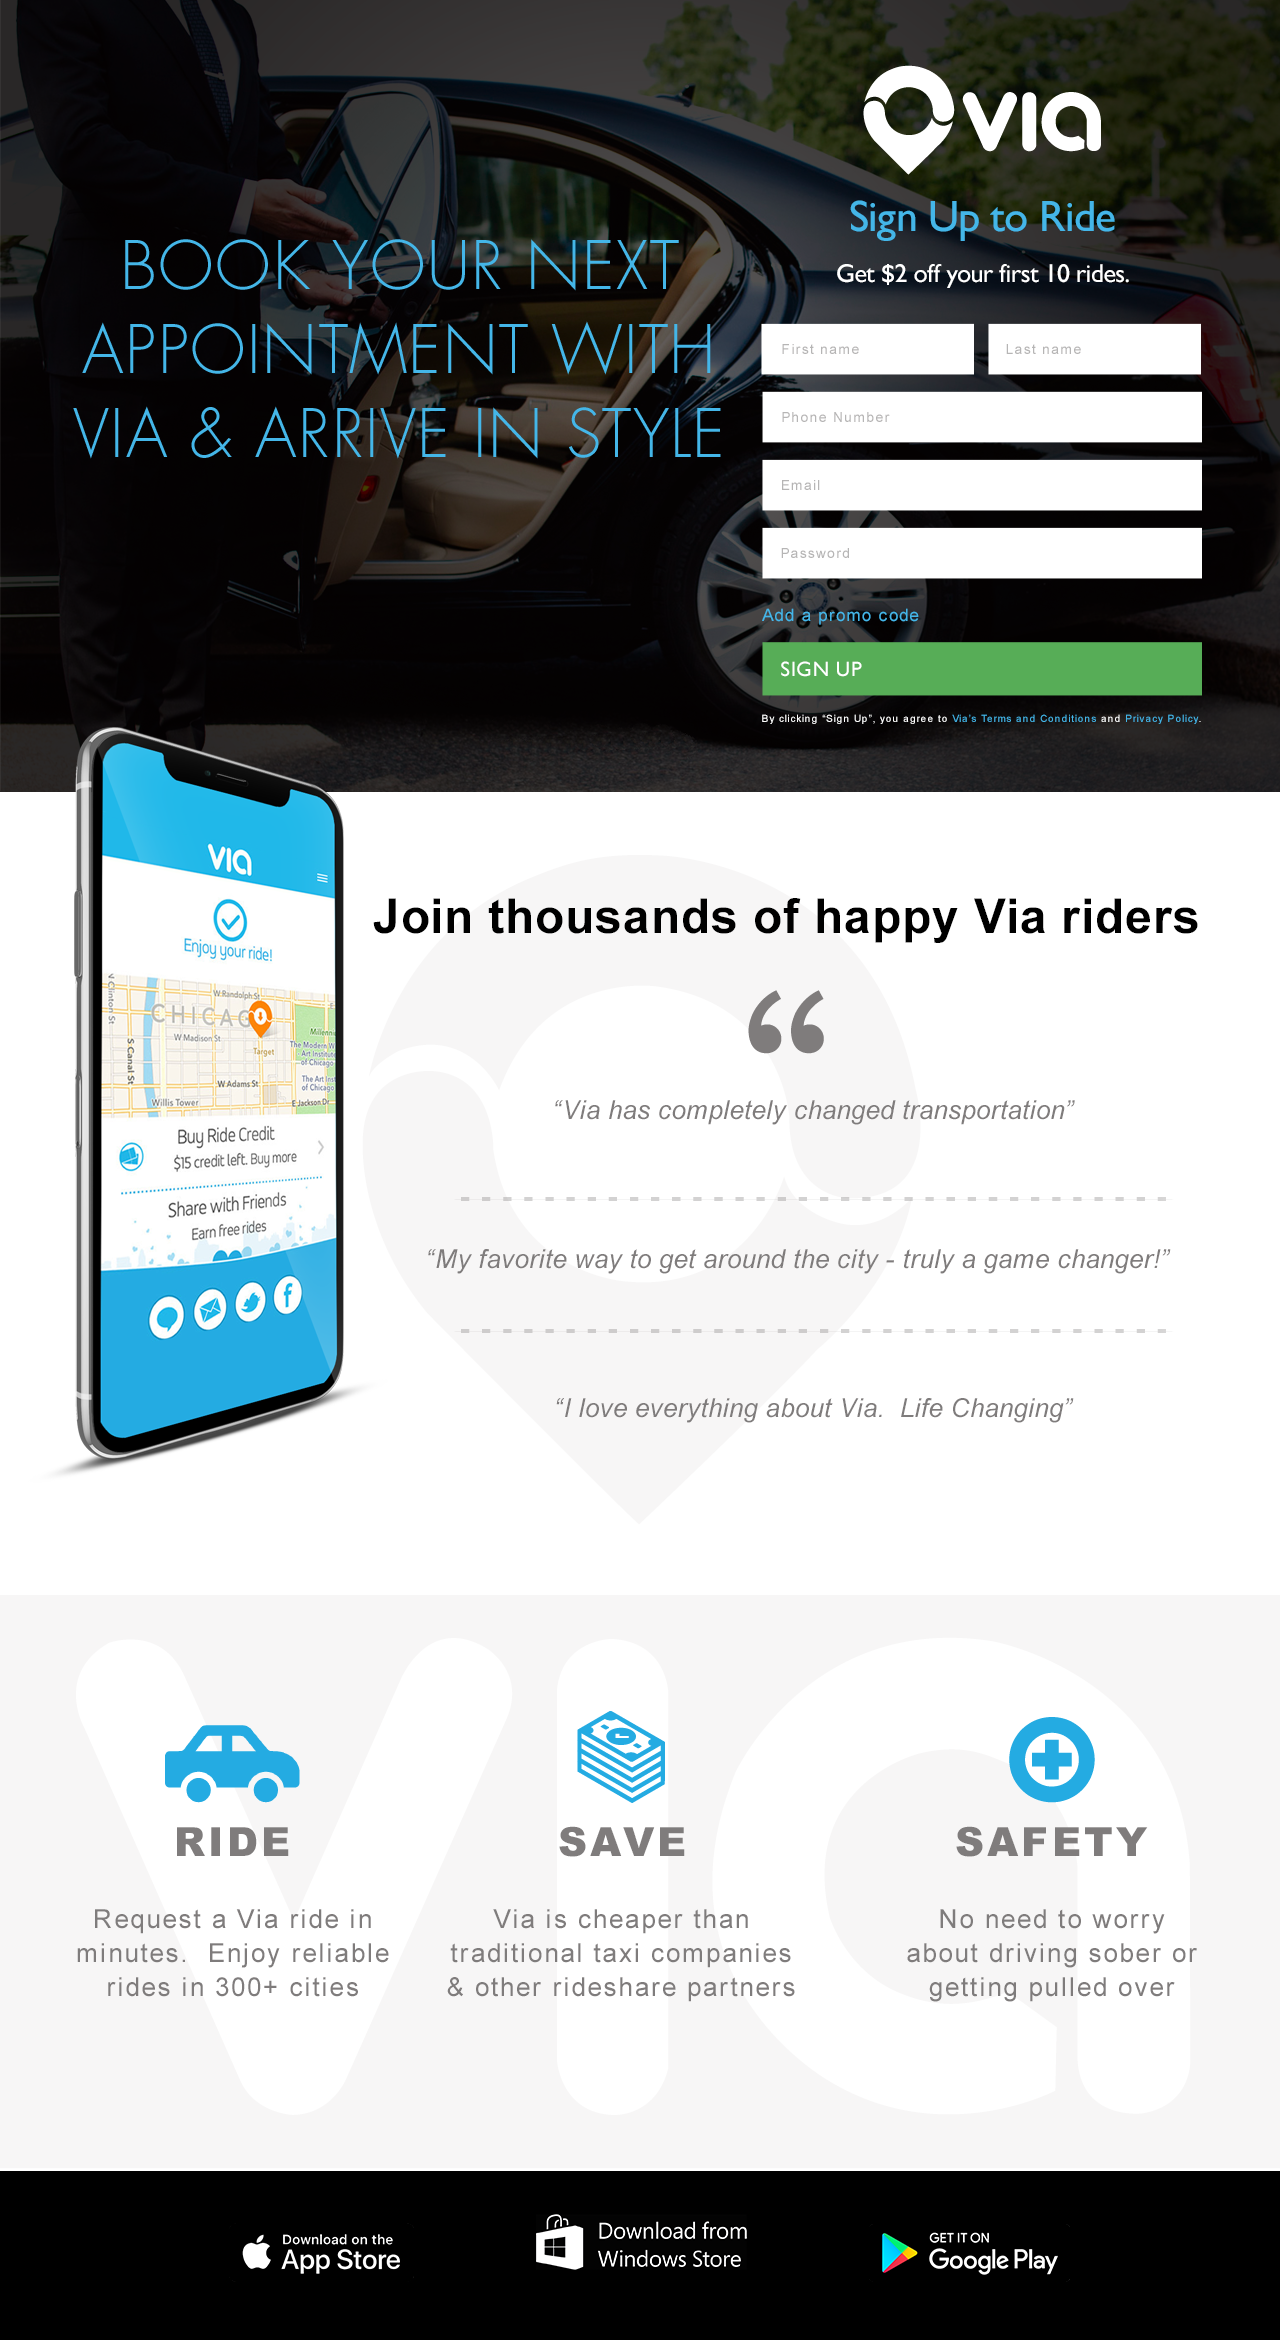 via
Sign Up to Ride
Get $2 off your first 10 rides.
BOOK YOUR NEXT
APPOINTMENT WITH
VIA & ARRIVE IN STYLE
First name
Last name
Phone Number
Email
Password
Add a promo code
SIGN UP
By clicking “Sign Up”, you agree to Via's Terms and Conditions and Privacy Policy.
via
Enjoy your ride!
N Clinton St
W Randolph St
CHICAG
W Madison St
S Canal St
Target
Millenni
The Modern W
Art Institute
of Chicago
W Adams St
The Art Inst
of Chicago
Willis Tower
E Jackson Dr
Buy Ride Credit
$15 credit left. Buy more
Share with Friends
Earn free rides
Join thousands of happy Via riders
“
“Via has completely changed transportation”
“My favorite way to get around the city - truly a game changer!”
“I love everything about Via.  Life Changing”
via
RIDE
Request a Via ride in
minutes.  Enjoy reliable
rides in 300+ cities
SAVE
Via is cheaper than
traditional taxi companies
& other rideshare partners
SAFETY
No need to worry
about driving sober or
getting pulled over
Download on the
App Store
Download from
Windows Store
GET IT ON
Google Play